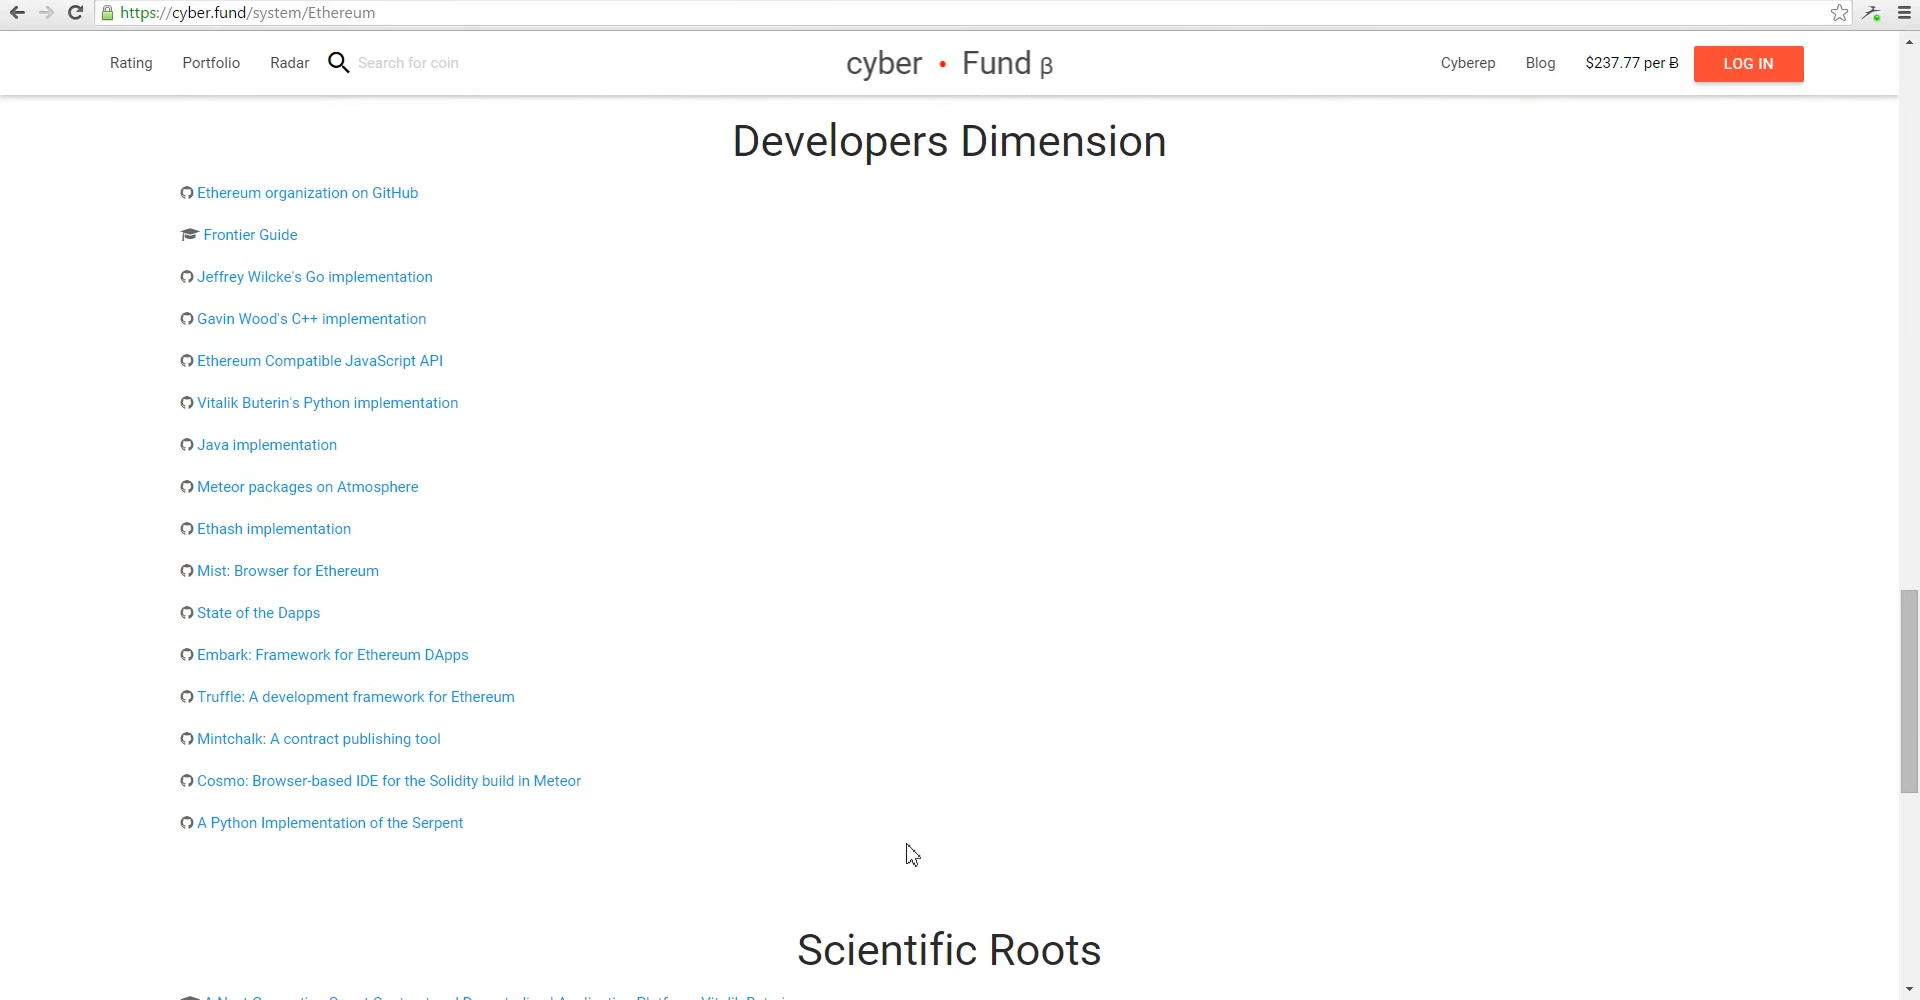 https://cyber.fund/system/Ethereum
Rating Portfolio Radar Search for coin cyber • Fund β Cyberep Blog $237.77 per Ƀ LOG IN
Developers Dimension
Ethereum organization on GitHub
Frontier Guide
Jeffrey Wilcke's Go implementation
Gavin Wood's C++ implementation
Ethereum Compatible JavaScript API
Vitalik Buterin's Python implementation
Java implementation
Meteor packages on Atmosphere
Ethash implementation
Mist: Browser for Ethereum
State of the Dapps
Embark: Framework for Ethereum DApps
Truffle: A development framework for Ethereum
Mintchalk: A contract publishing tool
Cosmo: Browser-based IDE for the Solidity build in Meteor
A Python Implementation of the Serpent
Scientific Roots